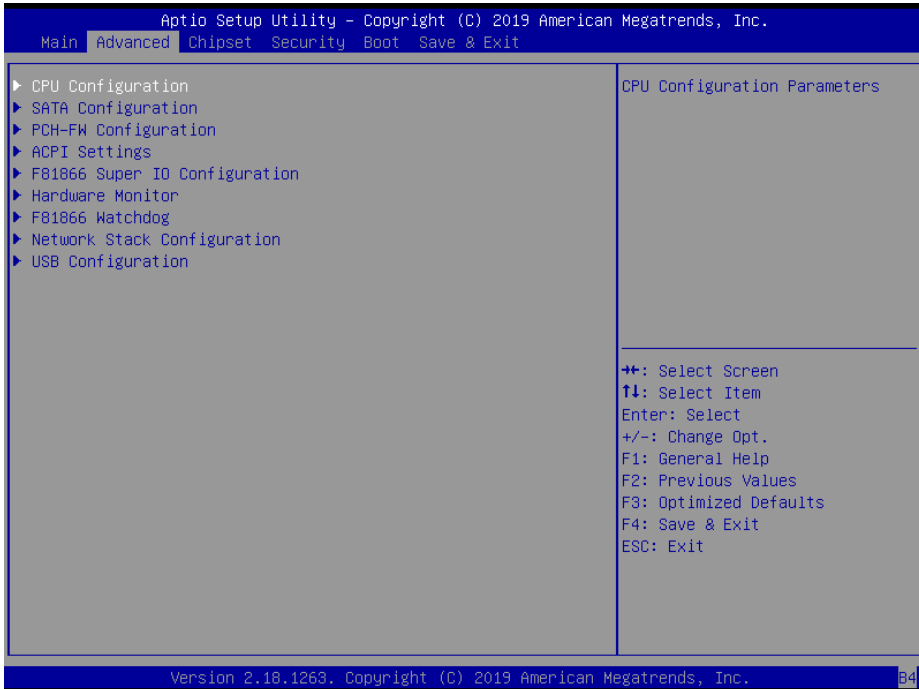 Aptio Setup Utility – Copyright (C) 2019 American Megatrends, Inc.
Main Advanced Chipset Security Boot Save & Exit
▶ CPU Configuration
▶ SATA Configuration
▶ PCH-FW Configuration
▶ ACPI Settings
▶ F81866 Super IO Configuration
▶ Hardware Monitor
▶ F81866 Watchdog
▶ Network Stack Configuration
▶ USB Configuration
CPU Configuration Parameters
→←: Select Screen
↑↓: Select Item
Enter: Select
+/-: Change Opt.
F1: General Help
F2: Previous Values
F3: Optimized Defaults
F4: Save & Exit
ESC: Exit
Version 2.18.1263. Copyright (C) 2019 American Megatrends, Inc.
B4